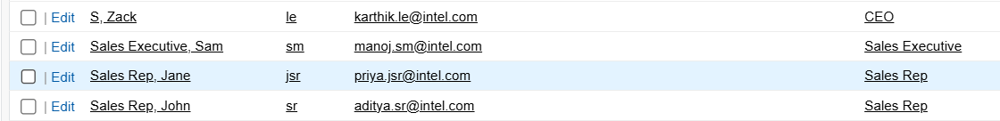 | Edit S, Zack le karthik.le@intel.com CEO
| Edit Sales Executive, Sam sm manoj.sm@intel.com Sales Executive
| Edit Sales Rep, Jane jsr priya.jsr@intel.com Sales Rep
| Edit Sales Rep, John sr aditya.sr@intel.com Sales Rep